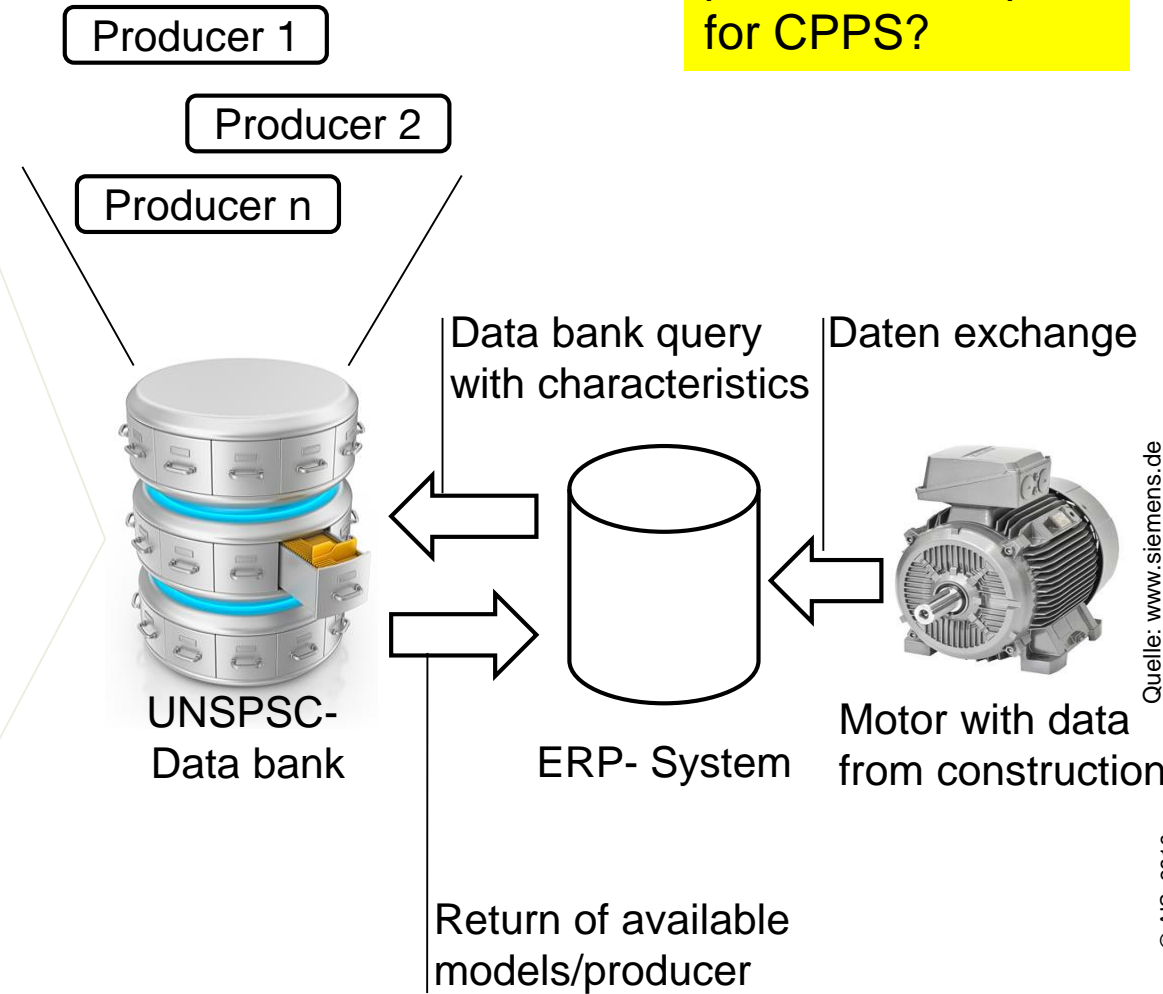 for CPPS?
Producer 1
Producer 2
Producer n
Data bank query
with characteristics
Daten exchange
UNSPSC-
Data bank
ERP- System
Motor with data
from construction
Quelle: www.siemens.de
Return of available
models/producer